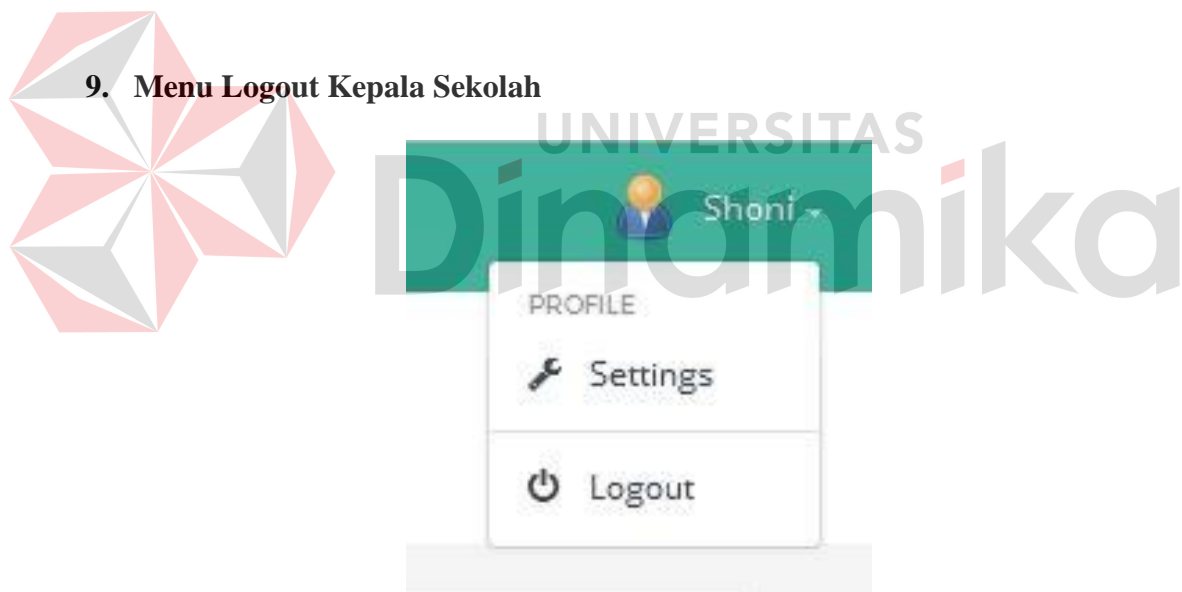 9. Menu Logout Kepala Sekolah
UNIVERSITAS
Dinamika
Shoni
PROFILE
Settings
Logout